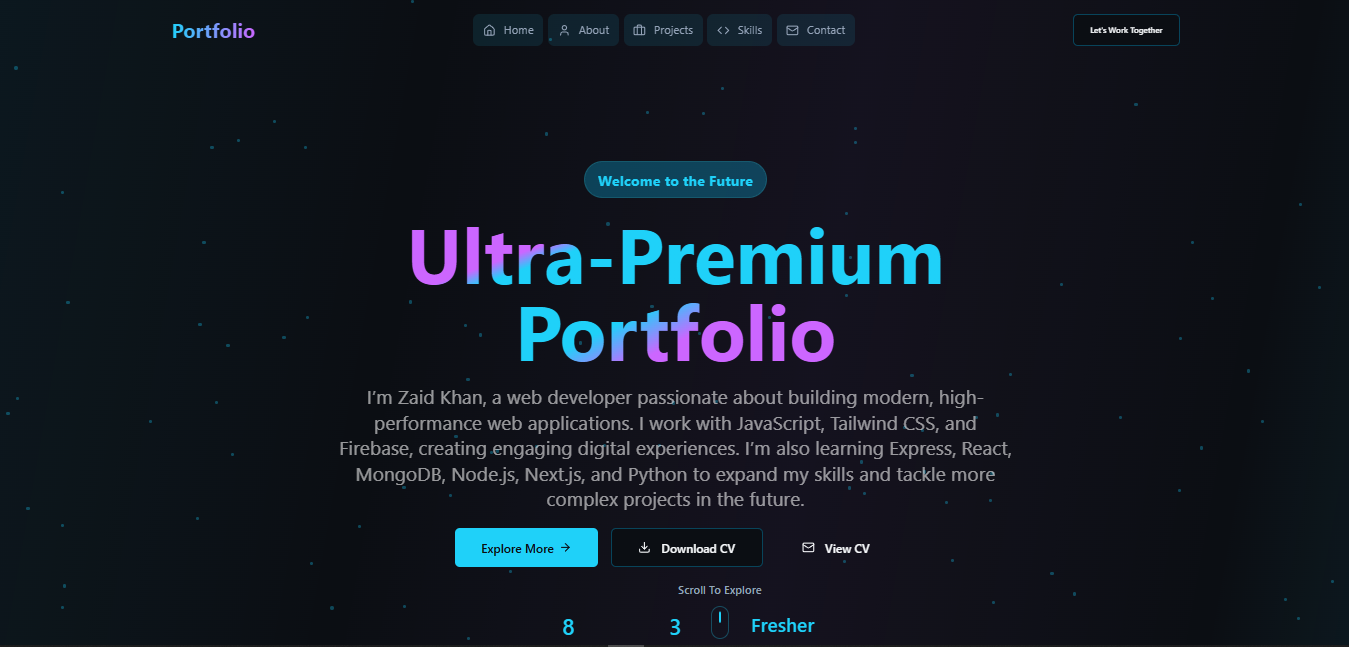 Portfolio
Home
About
Projects
Skills
Contact
Let's Work Together
Welcome to the Future
Ultra-Premium
Portfolio
I’m Zaid Khan, a web developer passionate about building modern, high-
performance web applications. I work with JavaScript, Tailwind CSS, and
Firebase, creating engaging digital experiences. I’m also learning Express, React,
MongoDB, Node.js, Next.js, and Python to expand my skills and tackle more
complex projects in the future.
Explore More
Download CV
View CV
Scroll To Explore
8
3
Fresher